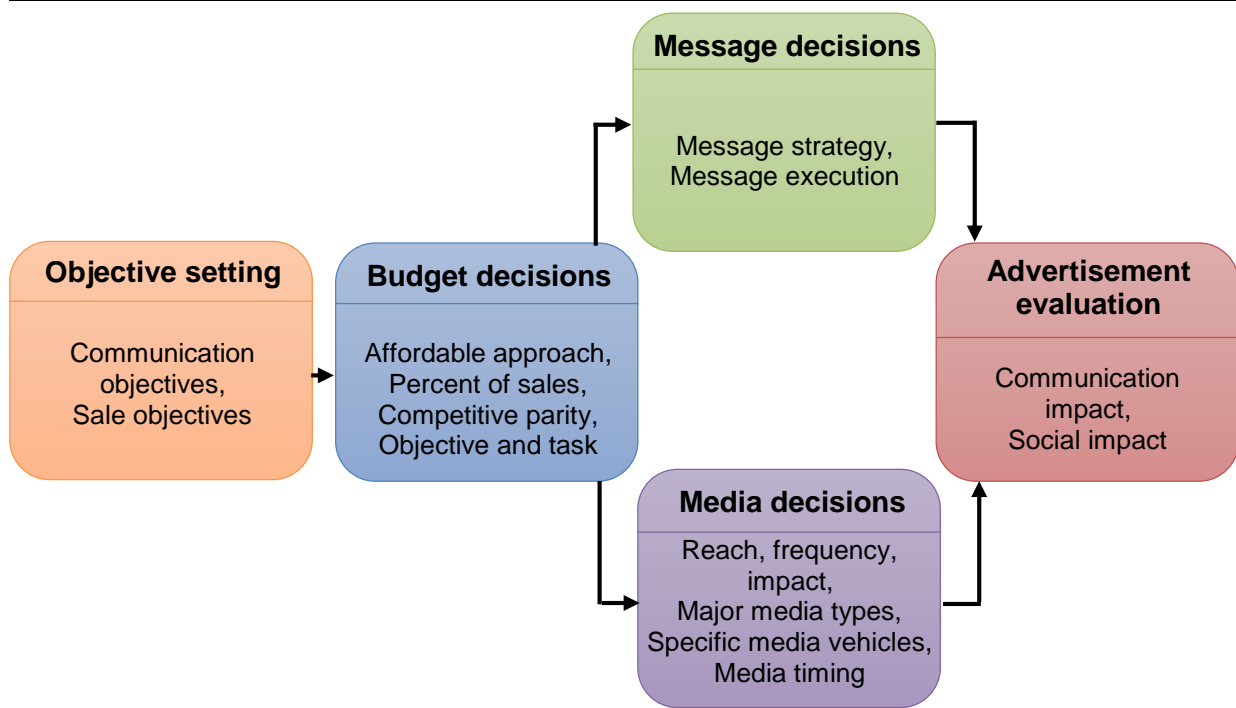 Message decisions
Message strategy,
Message execution
Objective setting
Communication
objectives,
Sale objectives
Budget decisions
Affordable approach,
Percent of sales,
Competitive parity,
Objective and task
Advertisement
evaluation
Communication
impact,
Social impact
Media decisions
Reach, frequency,
impact,
Major media types,
Specific media vehicles,
Media timing